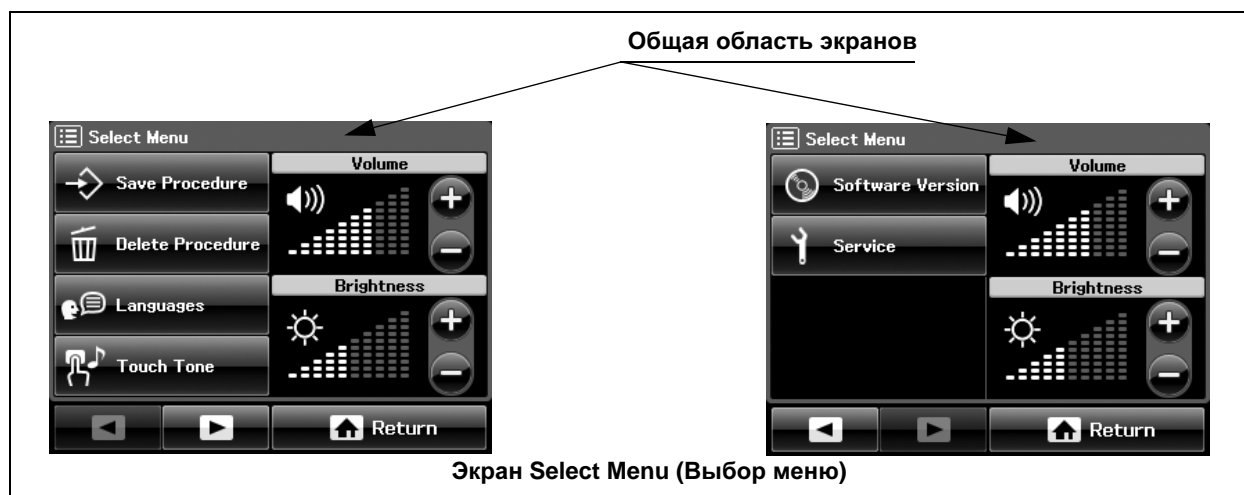 Общая область экранов
Select Menu
Save Procedure
Delete Procedure
Languages
Touch Tone
Volume
Brightness
Return
Select Menu
Software Version
Service
Volume
Brightness
Return
Экран Select Menu (Выбор меню)